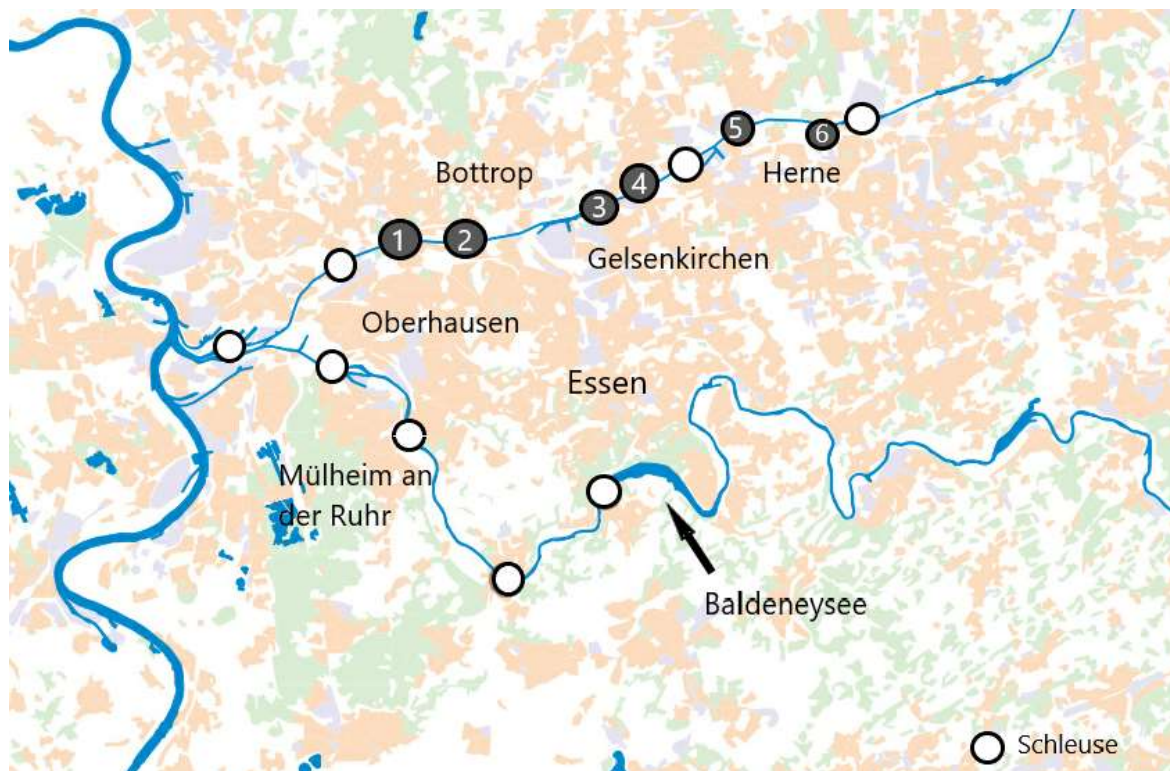 5
6
Bottrop
Herne
4
3
1
2
Gelsenkirchen
Oberhausen
Essen
Mülheim an
der Ruhr
Baldeneysee
Schleuse